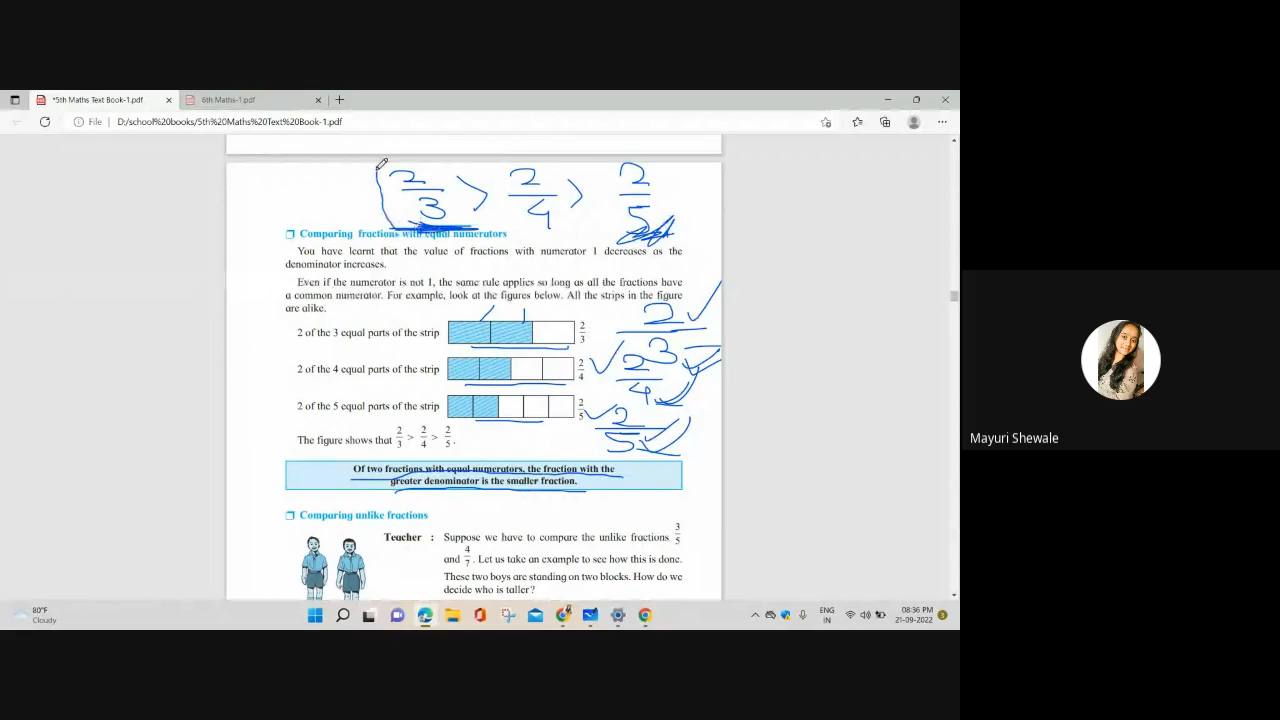 *5th Maths Text Book-1.pdf
6th Maths-1.pdf
File | D:/school%20books/5th%20Maths%20Text%20Book-1.pdf
2/3 > 2/4 > 2/5
Comparing fractions with equal numerators
You have learnt that the value of fractions with numerator 1 decreases as the
denominator increases.
Even if the numerator is not 1, the same rule applies so long as all the fractions have
a common numerator. For example, look at the figures below. All the strips in the figure
are alike.
2 of the 3 equal parts of the strip 2/3
2/3
2 of the 4 equal parts of the strip 2/4
2/4
2 of the 5 equal parts of the strip 2/5
2/5
The figure shows that 2/3 > 2/4 > 2/5.
Of two fractions with equal numerators, the fraction with the
greater denominator is the smaller fraction.
Comparing unlike fractions
Teacher : Suppose we have to compare the unlike fractions 3/5
and 4/7. Let us take an example to see how this is done.
These two boys are standing on two blocks. How do we
decide who is taller?
Mayuri Shewale
80°F
Cloudy
ENG
IN
08:36 PM
21-09-2022
3